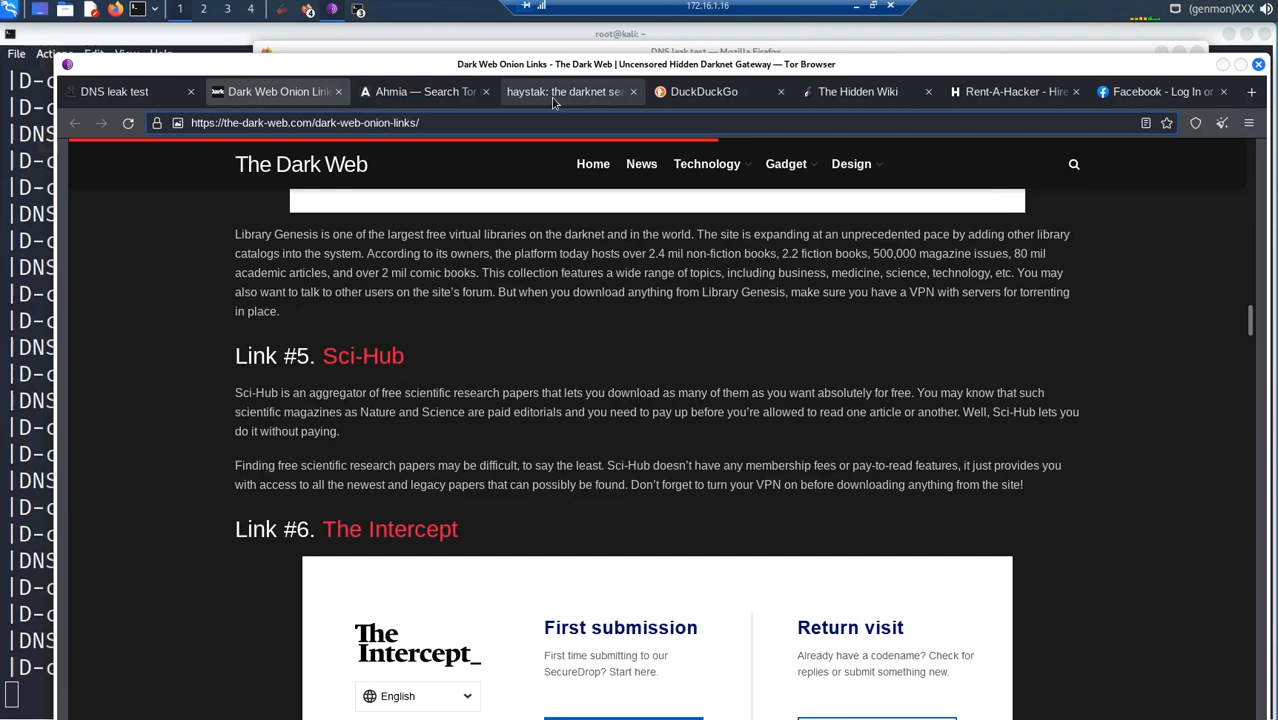 1 2 3 4
172.16.1.16
(genmon)XXX
root@kali: ~
File Actions Edit View Help
DNS leak test — Mozilla Firefox
Dark Web Onion Links - The Dark Web | Uncensored Hidden Darknet Gateway — Tor Browser
DNS leak test
Dark Web Onion Link
Ahmia — Search Tor
haystak: the darknet sea
DuckDuckGo
The Hidden Wiki
Rent-A-Hacker - Hire
Facebook - Log In or
https://the-dark-web.com/dark-web-onion-links/
The Dark Web
Home News Technology Gadget Design
Library Genesis is one of the largest free virtual libraries on the darknet and in the world. The site is expanding at an unprecedented pace by adding other library
catalogs into the system. According to its owners, the platform today hosts over 2.4 mil non-fiction books, 2.2 fiction books, 500,000 magazine issues, 80 mil
academic articles, and over 2 mil comic books. This collection features a wide range of topics, including business, medicine, science, technology, etc. You may
also want to talk to other users on the site's forum. But when you download anything from Library Genesis, make sure you have a VPN with servers for torrenting
in place.
Link #5. Sci-Hub
Sci-Hub is an aggregator of free scientific research papers that lets you download as many of them as you want absolutely for free. You may know that such
scientific magazines as Nature and Science are paid editorials and you need to pay up before you're allowed to read one article or another. Well, Sci-Hub lets you
do it without paying.
Finding free scientific research papers may be difficult, to say the least. Sci-Hub doesn't have any membership fees or pay-to-read features, it just provides you
with access to all the newest and legacy papers that can possibly be found. Don't forget to turn your VPN on before downloading anything from the site!
Link #6. The Intercept
The
Intercept_
English
First submission
First time submitting to our
SecureDrop? Start here.
Return visit
Already have a codename? Check for
replies or submit something new.
|D-c
|DNS
|D-c
|D-c
|D-c
|DNS
|D-c
|DNS
|D-c
|D-c
|DNS
|D-c
|DNS
|D-c
|D-c
|DNS
|D-c
|D-c
|DNS
|D-c
|D-c
|DNS
|D-c